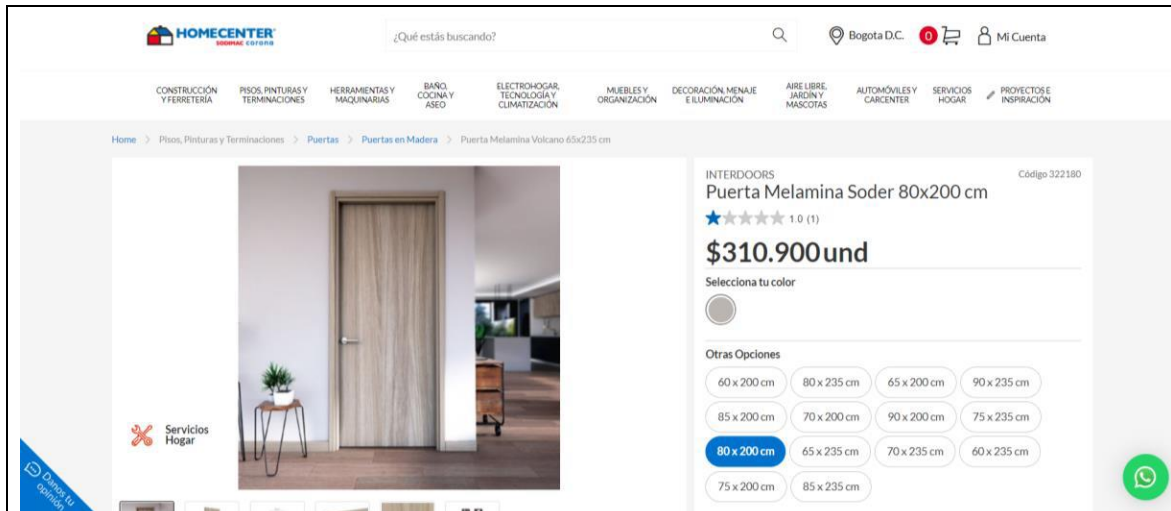 HOMECENTER
SODIMAC corona
¿Qué estás buscando?
Bogota D.C.
0
Mi Cuenta
CONSTRUCCIÓN
Y FERRETERÍA
PISOS, PINTURAS Y
TERMINACIONES
HERRAMIENTAS Y
MAQUINARIAS
BAÑO,
COCINA Y
ASEO
ELECTROHOGAR,
TECNOLOGÍA Y
CLIMATIZACIÓN
MUEBLES Y
ORGANIZACIÓN
DECORACIÓN, MENAJE
E ILUMINACIÓN
AIRE LIBRE,
JARDÍN Y
MASCOTAS
AUTOMÓVILES Y
CARCENTER
SERVICIOS
HOGAR
PROYECTOS E
INSPIRACIÓN
Home > Pisos, Pinturas y Terminaciones > Puertas > Puertas en Madera > Puerta Melamina Volcano 65x235 cm
INTERDOORS
Código 322180
Puerta Melamina Soder 80x200 cm
1.0 (1)
$310.900 und
Selecciona tu color
Otras Opciones
60 x 200 cm
80 x 235 cm
65 x 200 cm
90 x 235 cm
85 x 200 cm
70 x 200 cm
90 x 200 cm
75 x 235 cm
80 x 200 cm
65 x 235 cm
70 x 235 cm
60 x 235 cm
75 x 200 cm
85 x 235 cm
Servicios
Hogar
Danos tu
opinión